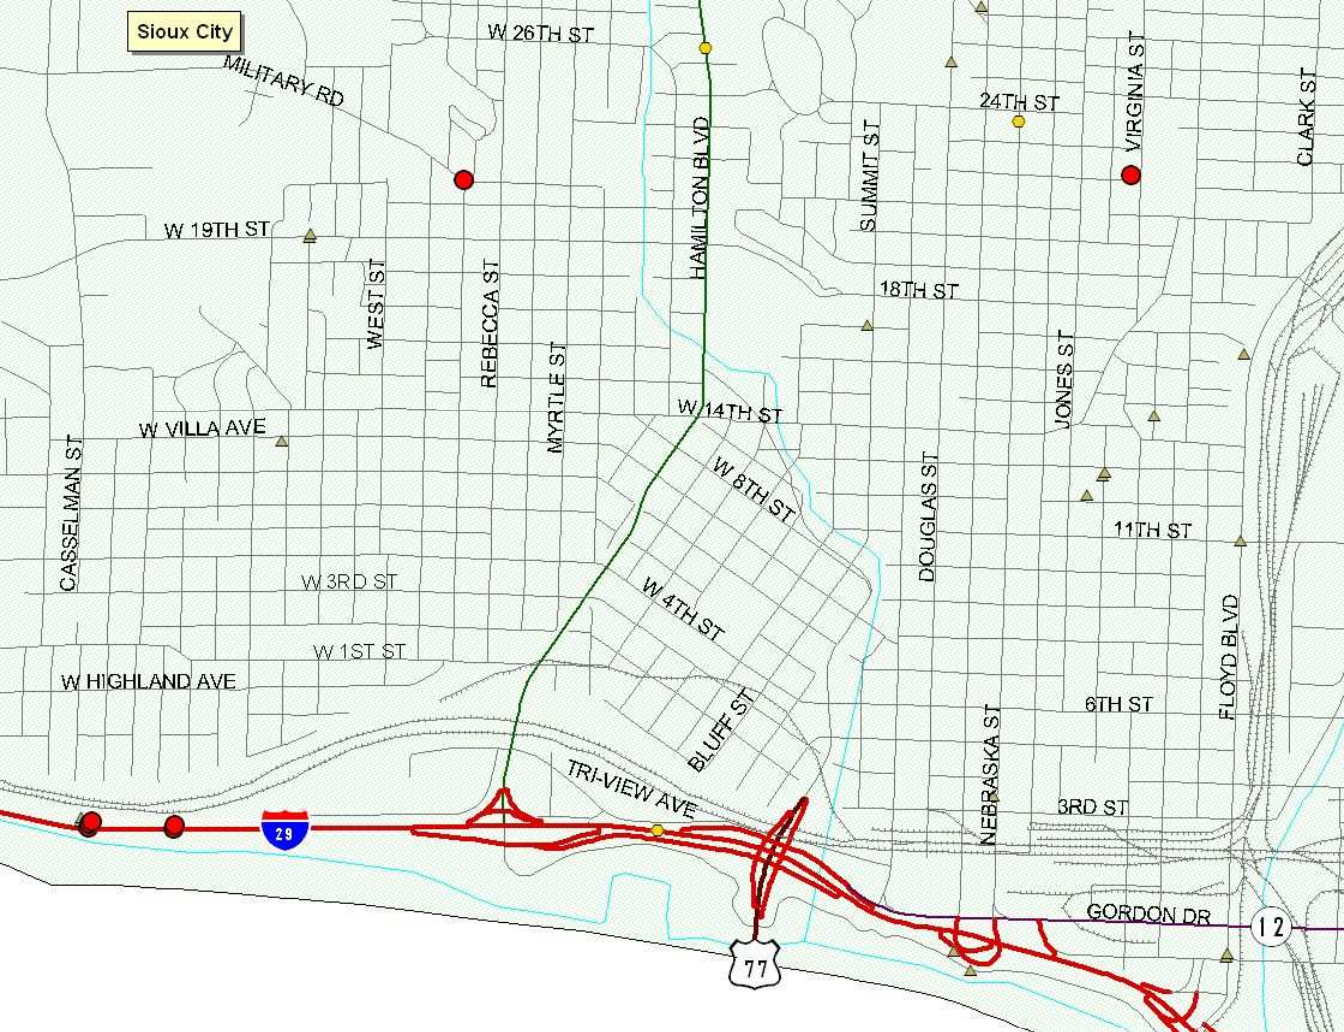 Sioux City
W 26TH ST
MILITARY RD
24TH ST
VIRGINIA ST
CLARK ST
HAMILTON BLVD
SUMMIT ST
W 19TH ST
WEST ST
REBECCA ST
18TH ST
MYRTLE ST
JONES ST
W 14TH ST
W VILLA AVE
CASSELMAN ST
W 8TH ST
DOUGLAS ST
11TH ST
W 3RD ST
W 4TH ST
FLOYD BLVD
W 1ST ST
W HIGHLAND AVE
BLUFF ST
6TH ST
NEBRASKA ST
TRI-VIEW AVE
3RD ST
29
GORDON DR
12
77